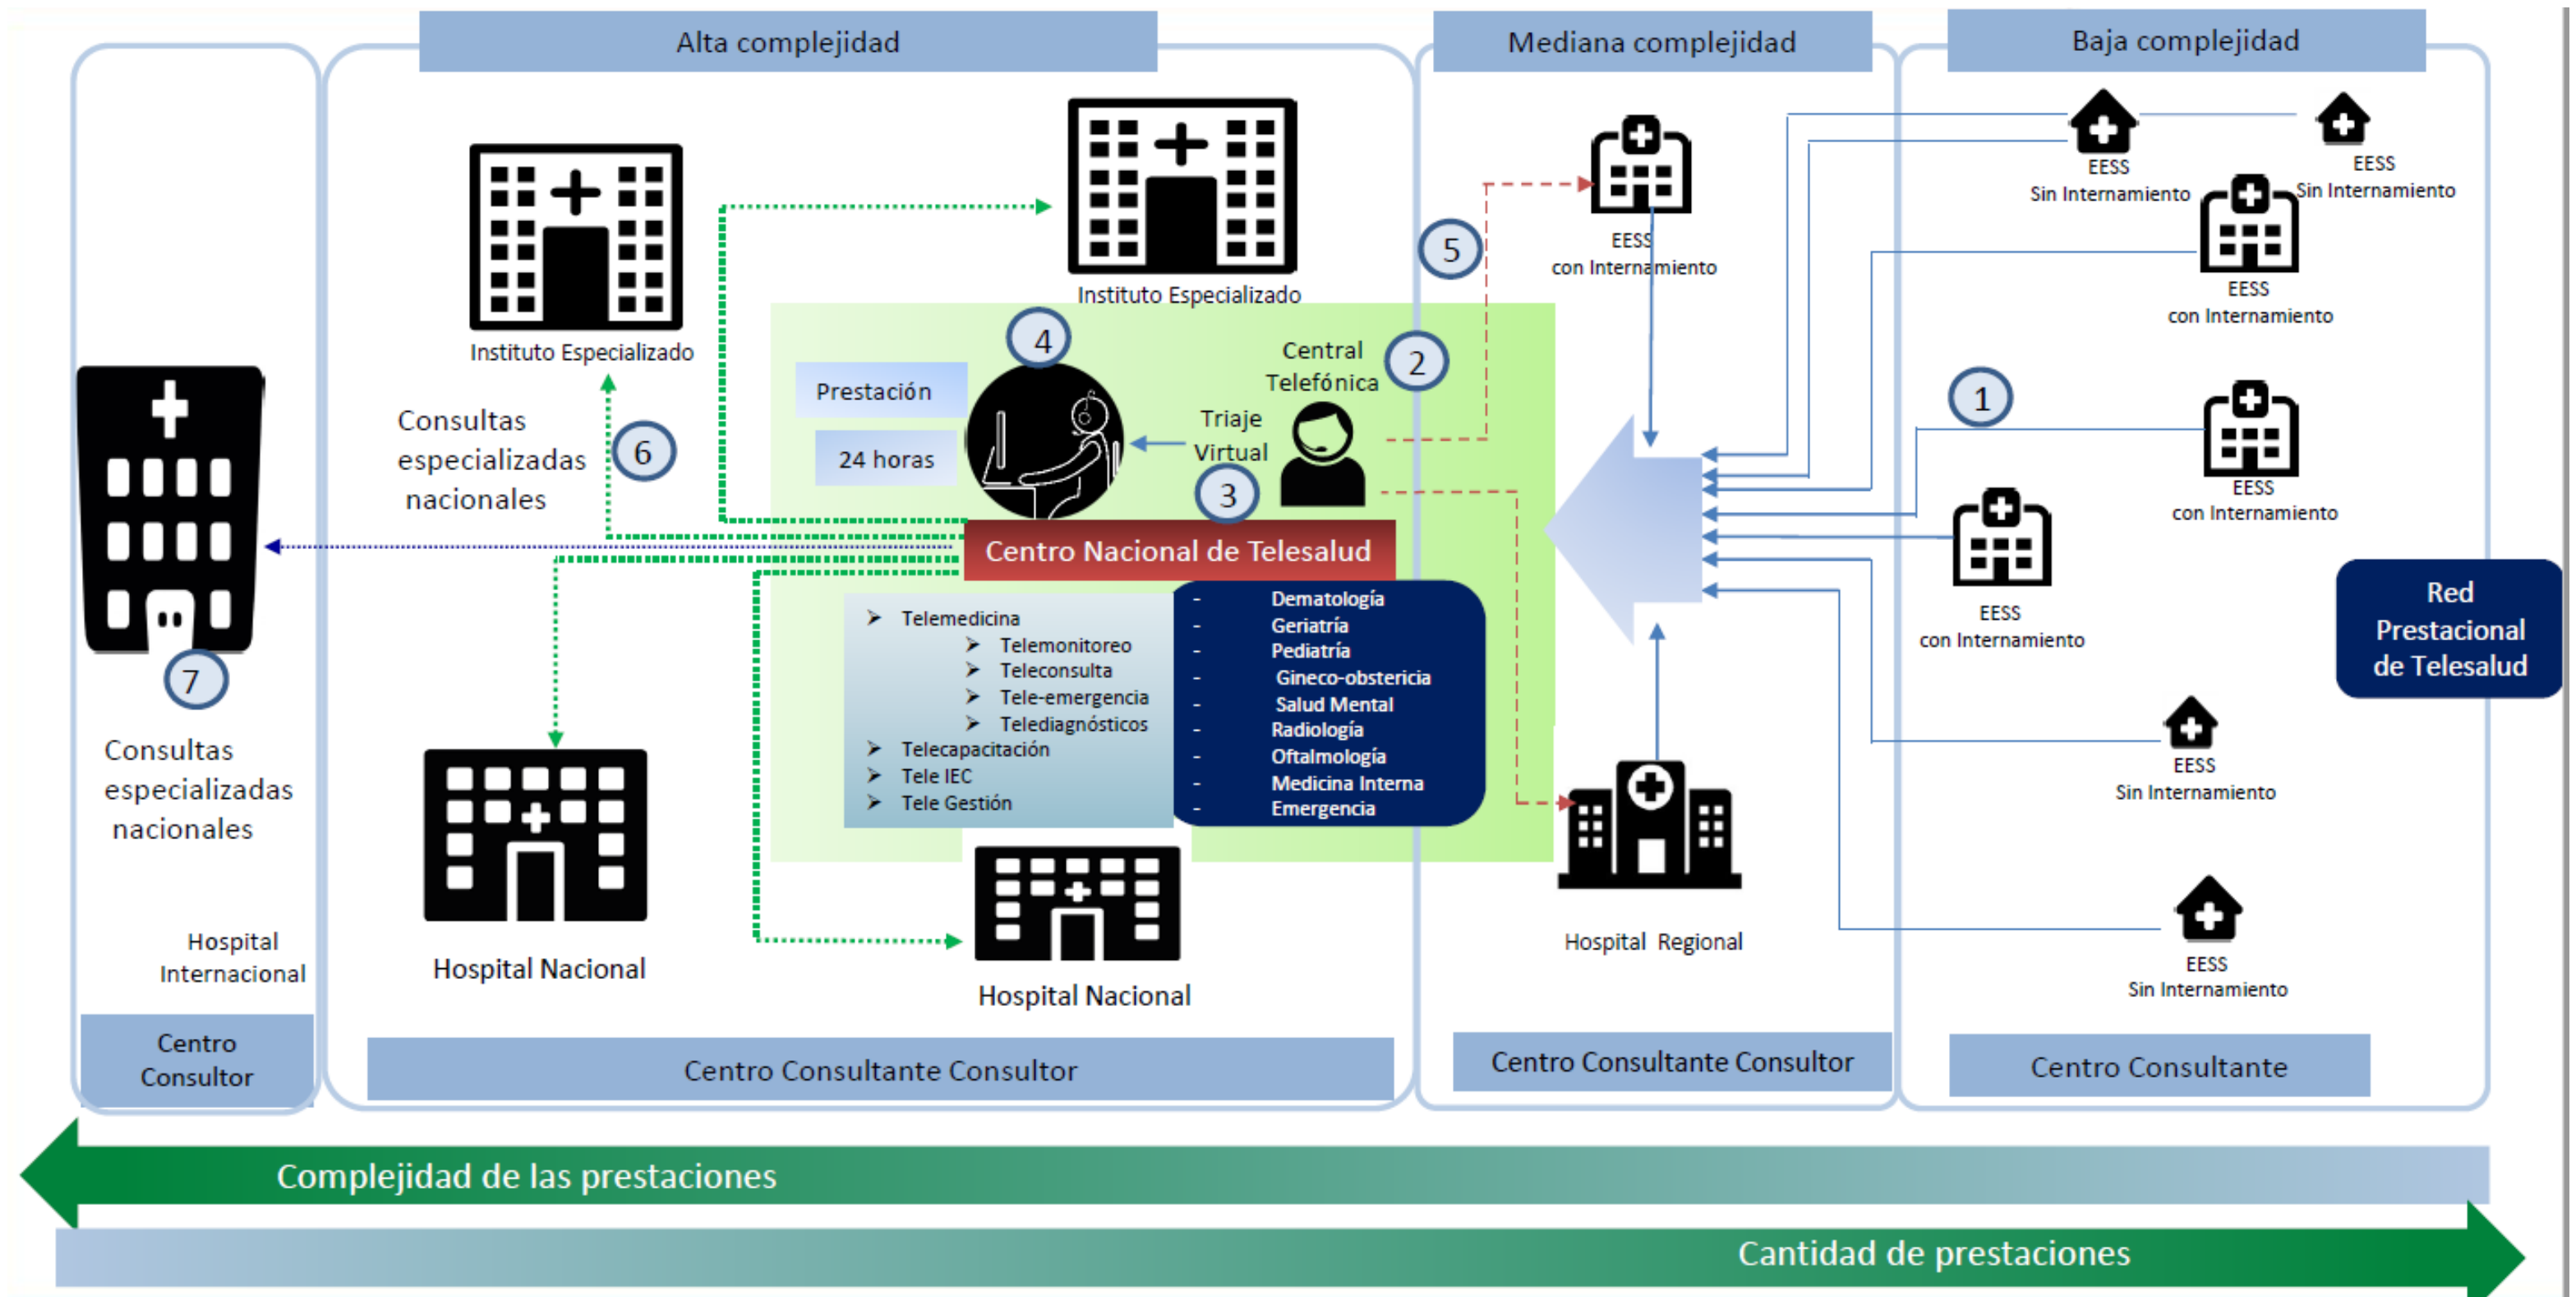 Alta complejidad
Mediana complejidad
Baja complejidad
Instituto Especializado
Instituto Especializado
Consultas
especializadas
nacionales
6
Prestación
24 horas
4
Central
Telefónica
2
Triaje
Virtual
3
5
Centro Nacional de Telesalud
➢ Telemedicina
➢ Telemonitoreo
➢ Teleconsulta
➢ Tele-emergencia
➢ Telediagnósticos
➢ Telecapacitación
➢ Tele IEC
➢ Tele Gestión
- Dematología
- Geriatría
- Pediatría
- Gineco-obstericia
- Salud Mental
- Radiología
- Oftalmología
- Medicina Interna
- Emergencia
7
Consultas
especializadas
nacionales
Hospital
Internacional
Hospital Nacional
Hospital Nacional
EESS
con Internamiento
Hospital Regional
EESS
Sin Internamiento
EESS
Sin Internamiento
EESS
con Internamiento
1
EESS
con Internamiento
EESS
con Internamiento
EESS
Sin Internamiento
EESS
Sin Internamiento
Red
Prestacional
de Telesalud
Centro
Consultor
Centro Consultante Consultor
Centro Consultante Consultor
Centro Consultante
Complejidad de las prestaciones
Cantidad de prestaciones